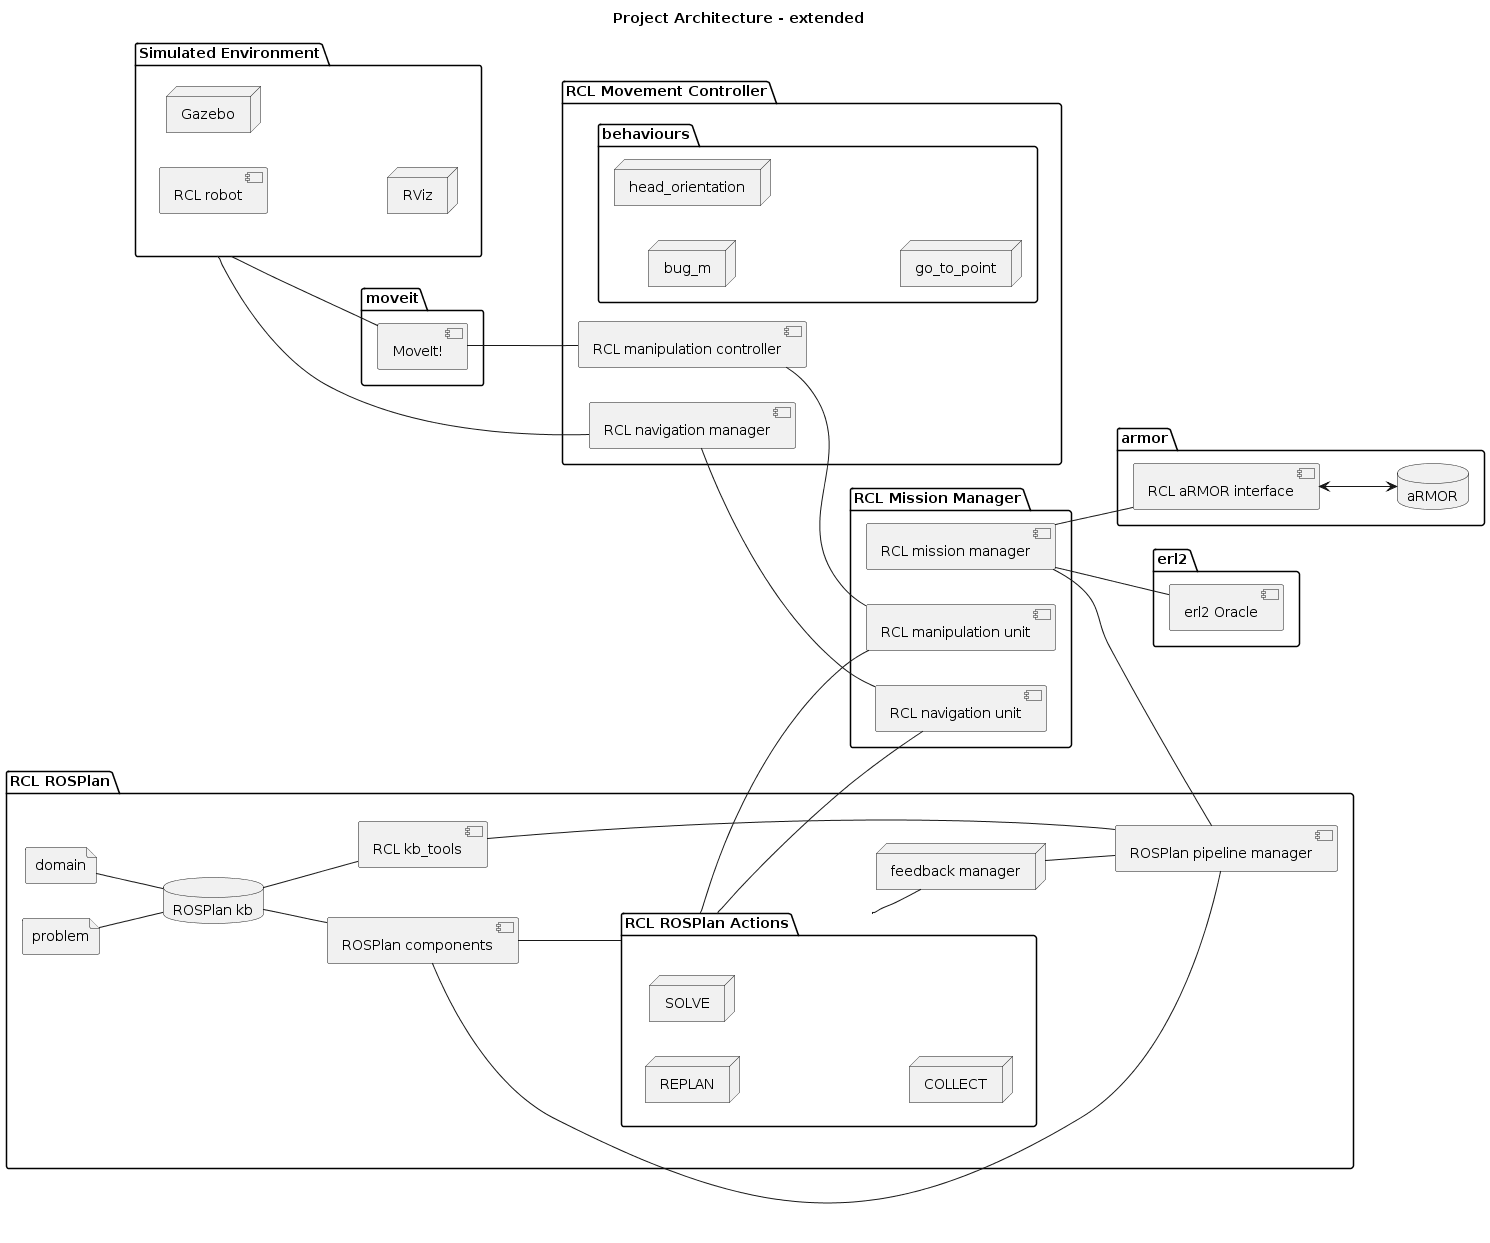 Project Architecture - extended
Simulated Environment
Gazebo
RCL robot
RViz
RCL Movement Controller
behaviours
head_orientation
bug_m
go_to_point
moveit
MoveIt!
RCL manipulation controller
RCL navigation manager
armor
RCL aRMOR interface
aRMOR
RCL Mission Manager
RCL mission manager
erl2
erl2 Oracle
RCL manipulation unit
RCL navigation unit
RCL ROSPlan
domain
problem
ROSPlan kb
RCL kb_tools
ROSPlan components
feedback manager
ROSPlan pipeline manager
RCL ROSPlan Actions
SOLVE
REPLAN
COLLECT